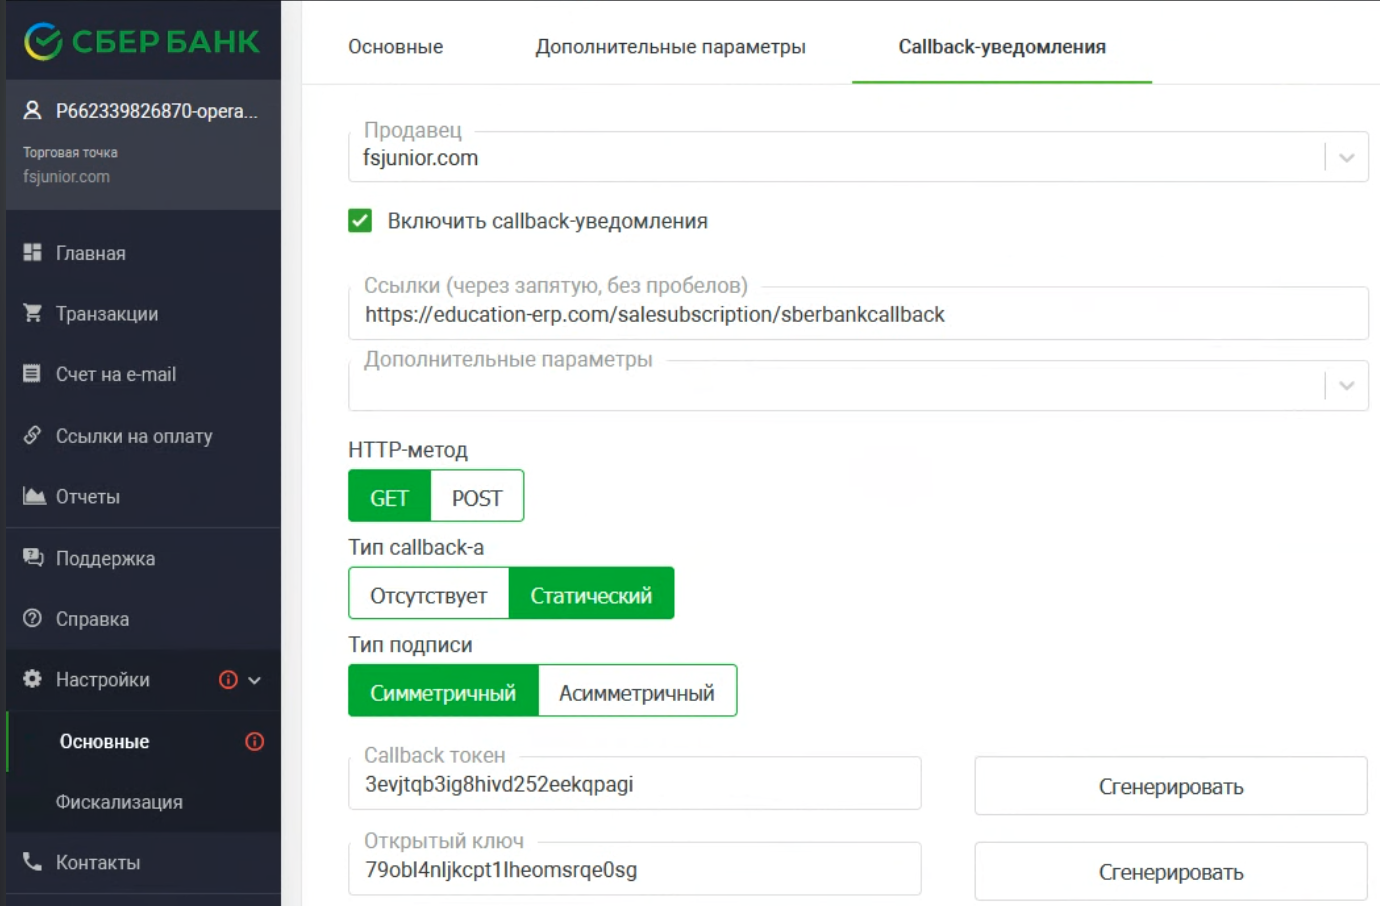 СБЕР БАНК
P662339826870-opera...
Торговая точка
fsjunior.com
Главная
Транзакции
Счет на e-mail
Ссылки на оплату
Отчеты
Поддержка
Справка
Настройки
Основные
Фискализация
Контакты
Основные
Дополнительные параметры
Callback-уведомления
Продавец
fsjunior.com
Включить callback-уведомления
Ссылки (через запятую, без пробелов)
https://education-erp.com/salesubscription/sberbankcallback
Дополнительные параметры
HTTP-метод
GET
POST
Тип callback-а
Отсутствует
Статический
Тип подписи
Симметричный
Асимметричный
Callback токен
3evjtqb3ig8hivd252eekqpagi
Сгенерировать
Открытый ключ
79obl4nljkcpt1lheomsrqe0sg
Сгенерировать